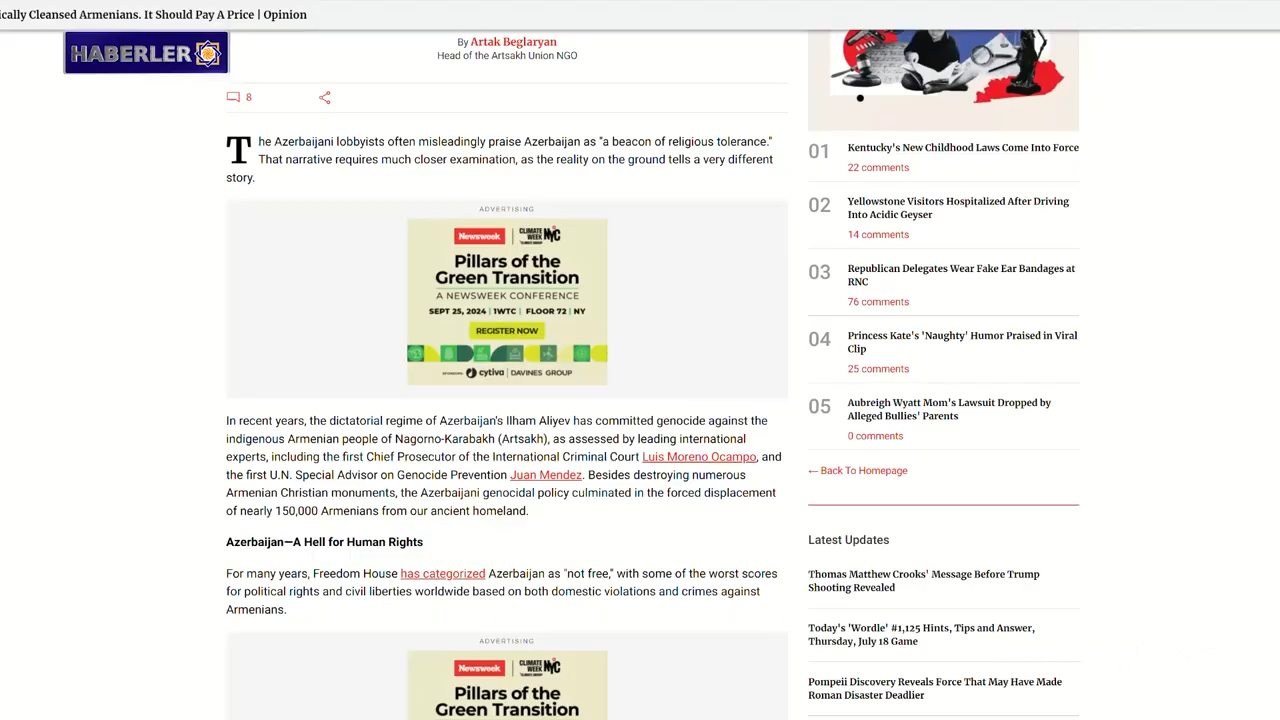 ically Cleansed Armenians. It Should Pay A Price | Opinion
HABERLER
By Artak Beglaryan
Head of the Artsakh Union NGO
8
The Azerbaijani lobbyists often misleadingly praise Azerbaijan as "a beacon of religious tolerance."
That narrative requires much closer examination, as the reality on the ground tells a very different
story.
ADVERTISING
Newsweek | CLIMATE WEEK NYC
CLIMATE GROUP
Pillars of the
Green Transition
A NEWSWEEK CONFERENCE
SEPT 25, 2024 | 1WTC | FLOOR 72 | NY
REGISTER NOW
cytiva | DAVINES GROUP
In recent years, the dictatorial regime of Azerbaijan's Ilham Aliyev has committed genocide against the
indigenous Armenian people of Nagorno-Karabakh (Artsakh), as assessed by leading international
experts, including the first Chief Prosecutor of the International Criminal Court Luis Moreno Ocampo, and
the first U.N. Special Advisor on Genocide Prevention Juan Mendez. Besides destroying numerous
Armenian Christian monuments, the Azerbaijani genocidal policy culminated in the forced displacement
of nearly 150,000 Armenians from our ancient homeland.
Azerbaijan—A Hell for Human Rights
For many years, Freedom House has categorized Azerbaijan as "not free," with some of the worst scores
for political rights and civil liberties worldwide based on both domestic violations and crimes against
Armenians.
ADVERTISING
Newsweek | CLIMATE WEEK NYC
CLIMATE GROUP
Pillars of the
Green Transition
01 Kentucky's New Childhood Laws Come Into Force
22 comments
02 Yellowstone Visitors Hospitalized After Driving
Into Acidic Geyser
14 comments
03 Republican Delegates Wear Fake Ear Bandages at
RNC
76 comments
04 Princess Kate's 'Naughty' Humor Praised in Viral
Clip
25 comments
05 Aubreigh Wyatt Mom's Lawsuit Dropped by
Alleged Bullies' Parents
0 comments
← Back To Homepage
Latest Updates
Thomas Matthew Crooks' Message Before Trump
Shooting Revealed
Today's 'Wordle' #1,125 Hints, Tips and Answer,
Thursday, July 18 Game
Pompeii Discovery Reveals Force That May Have Made
Roman Disaster Deadlier